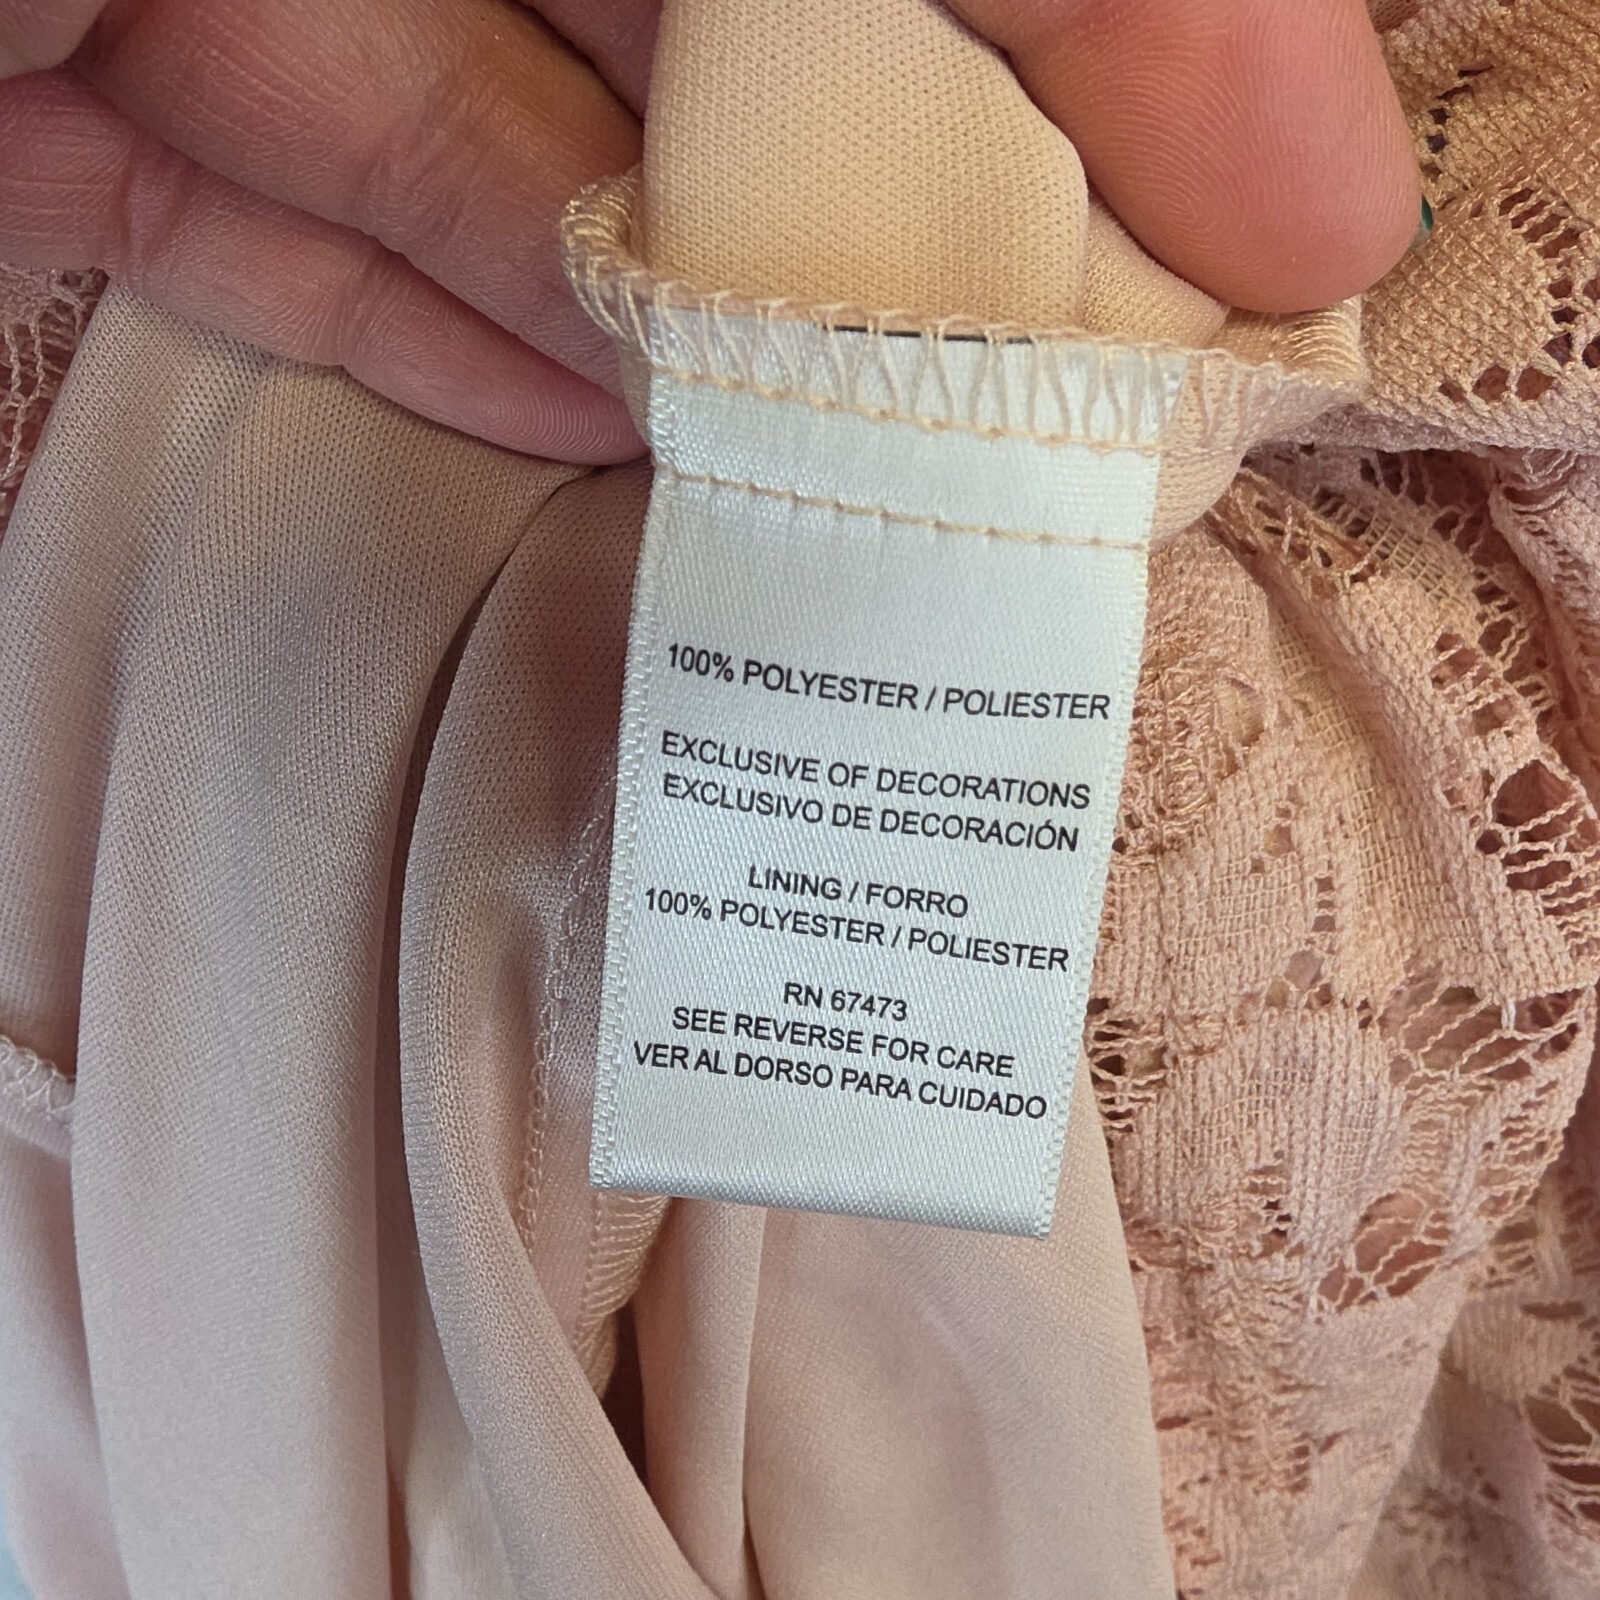 100% POLYESTER / POLIESTER
EXCLUSIVE OF DECORATIONS
EXCLUSIVO DE DECORACIÓN
LINING / FORRO
100% POLYESTER / POLIESTER
RN 67473
SEE REVERSE FOR CARE
VER AL DORSO PARA CUIDADO